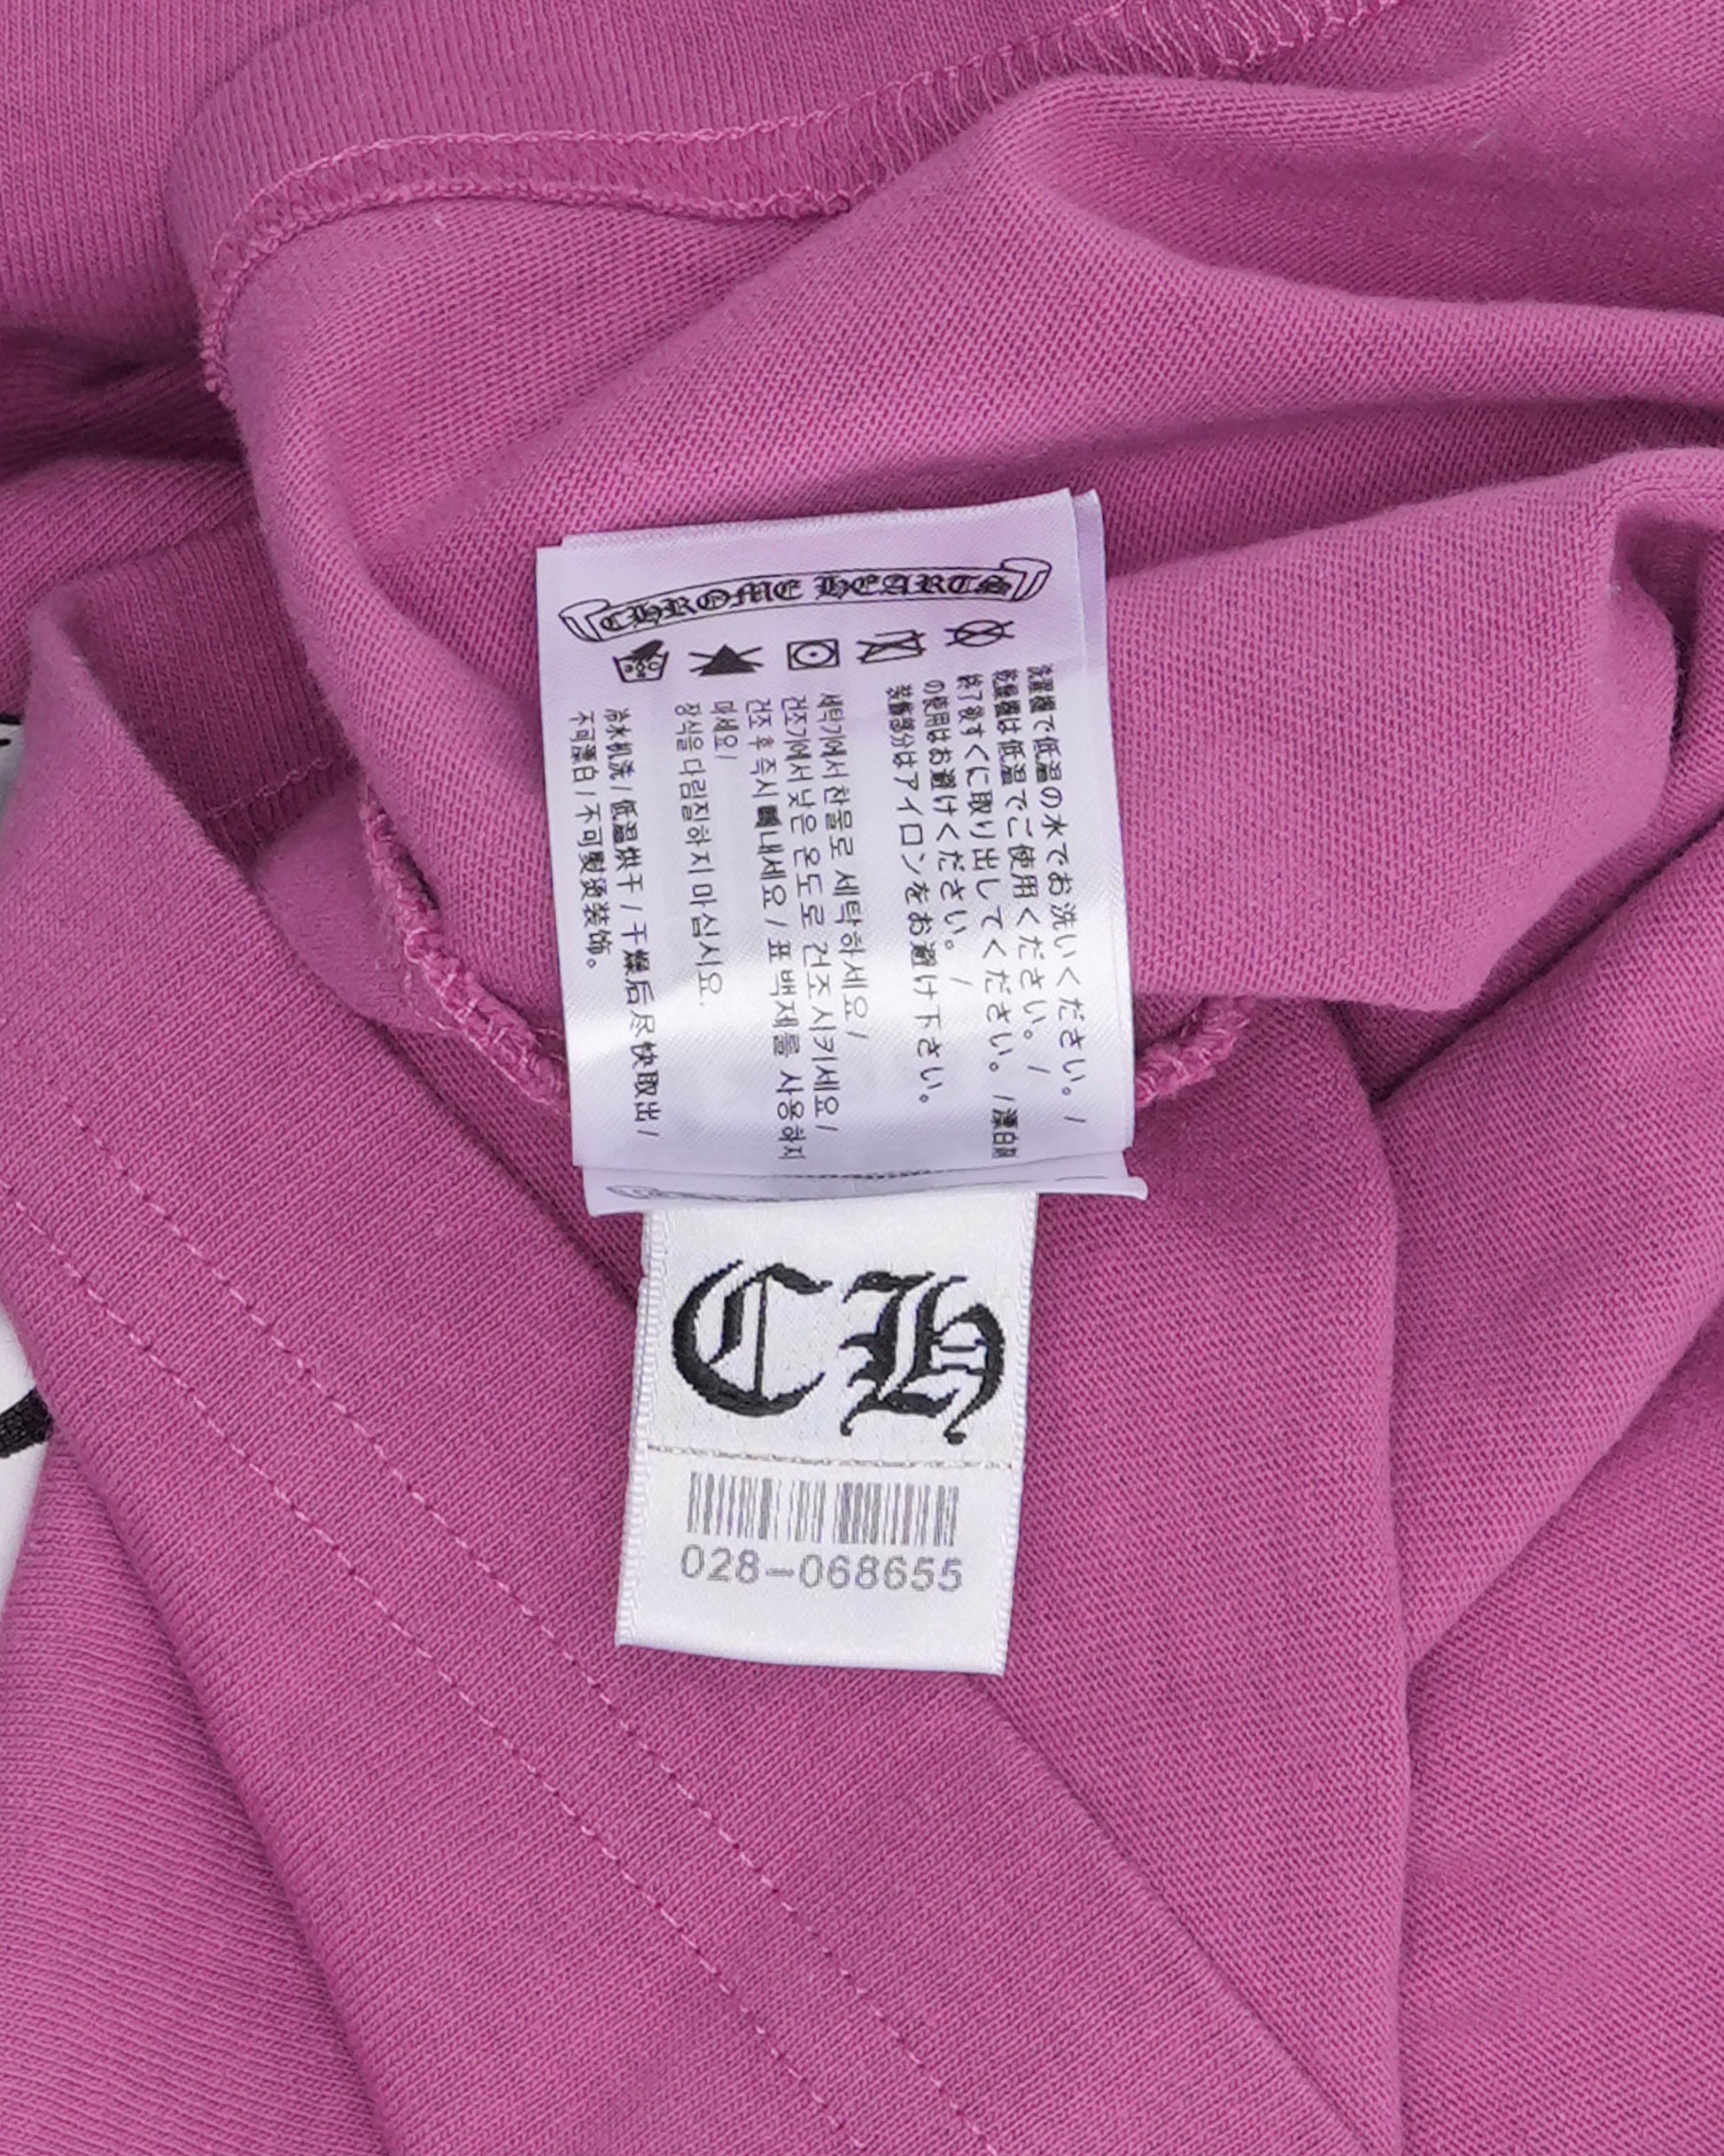 CHROME HEARTS
洗濯機で低温の水でお洗いください。/
乾燥機は低温でご使用ください。/
終了後すぐに取り出してください。/漂白剤
の使用はお避けください。/
装飾部分はアイロンをお避け下さい。
세탁기에서 찬물로 세탁하세요/
건조기에서 낮은 온도로 건조시키세요/
건조 후 즉시 빼내세요/ 표백제를 사용하지
마세요/
장식을 다림질하지 마십시요.
冷水机洗/低温烘干/干燥后尽快取出/
不可漂白/不可熨烫装饰。
CH
028-068655